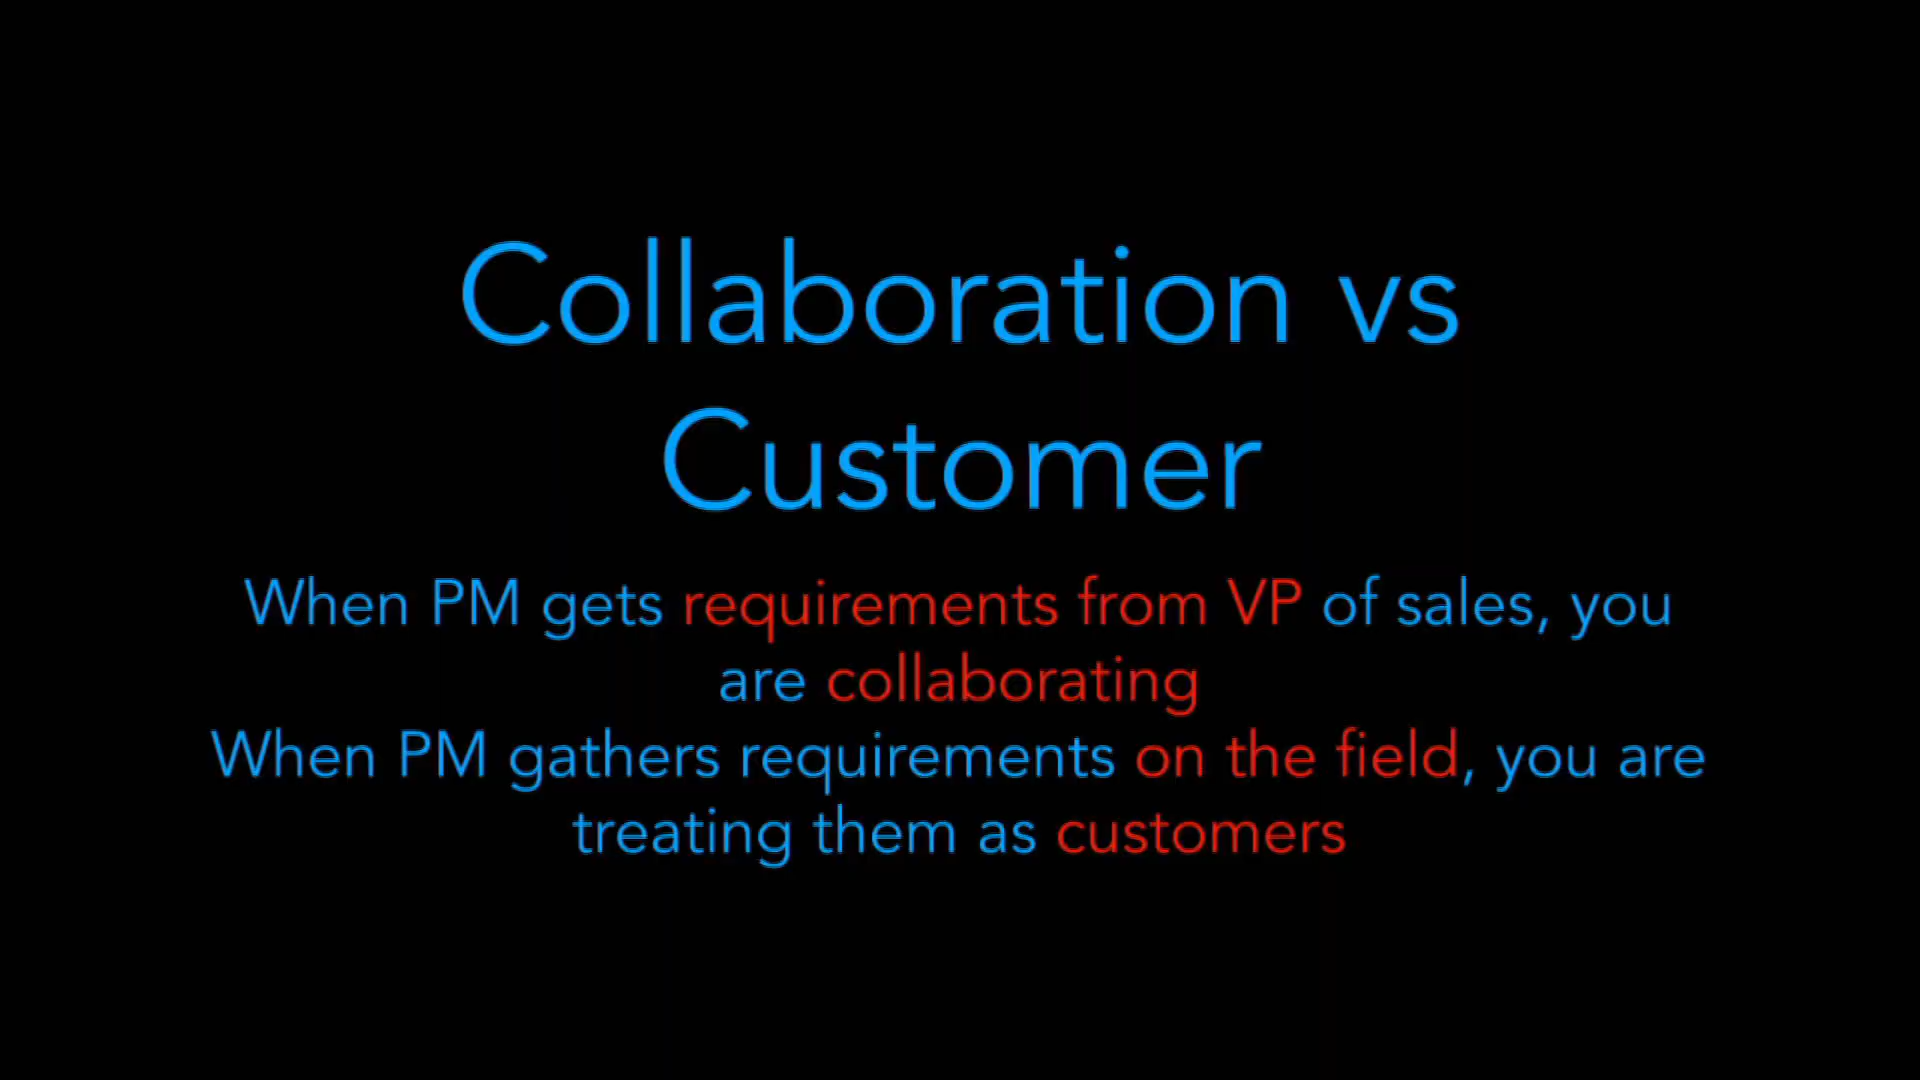 Collaboration vs
Customer
When PM gets requirements from VP of sales, you
are collaborating
When PM gathers requirements on the field, you are
treating them as customers